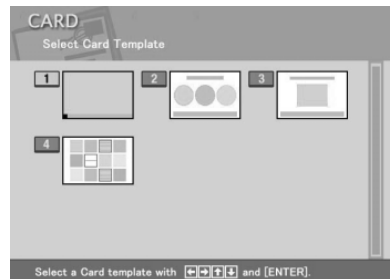 CARD
Select Card Template
1
2
3
4
Select a Card template with ←→↑↓ and [ENTER].